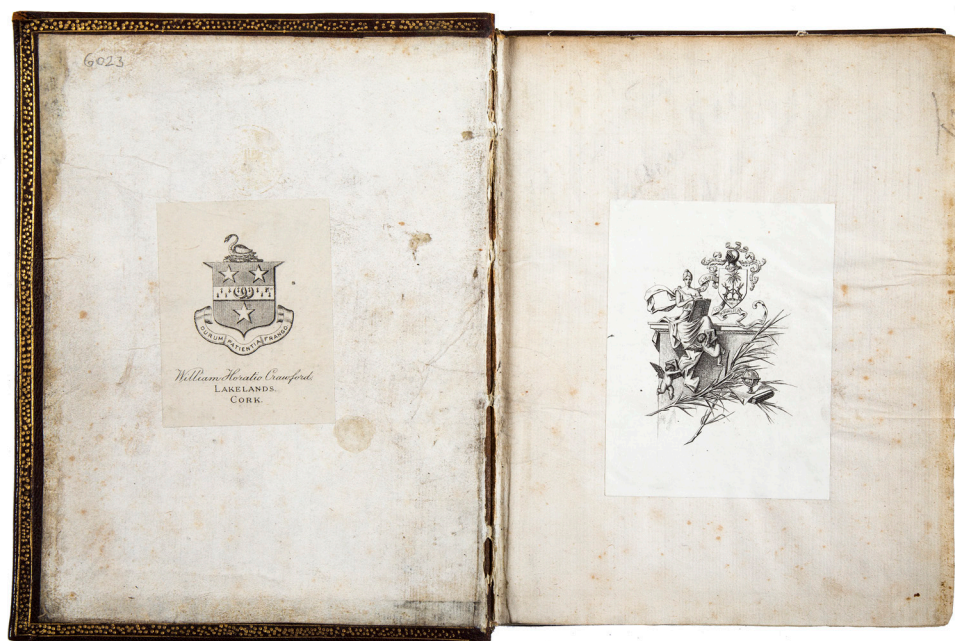 6023
DURUM PATIENTIA FRANGO
William Horatio Crawford.
LAKELANDS.
CORK.